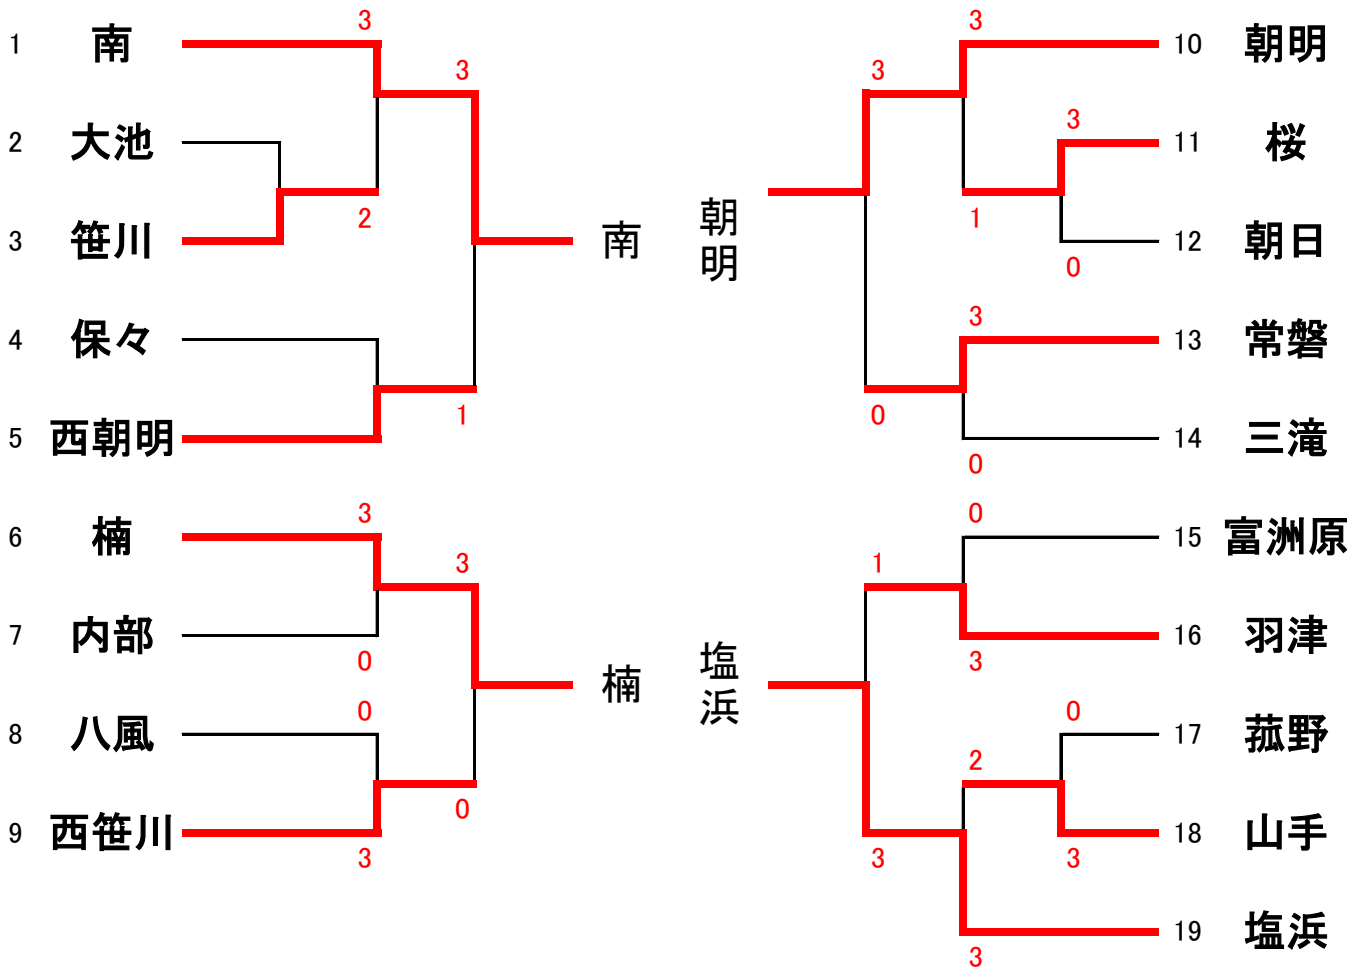 1 南 3
3
2 大池
3 笹川 2
南
4 保々
5 西朝明 1
6 楠 3
3
7 内部 0
楠
8 八風 0
0
9 西笹川 3
3 10 朝明
3
3 11 桜
朝明
1
12 朝日
0
3
13 常磐
0
14 三滝
0
0
15 富洲原
1
16 羽津
3
塩浜
0
17 菰野
2
18 山手
3 3
19 塩浜
3